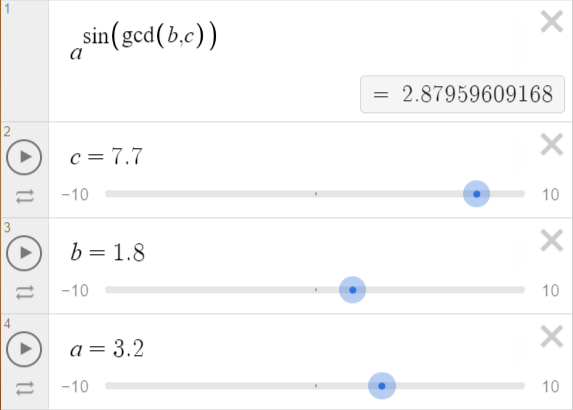 1
a^sin(gcd(b,c))
= 2.87959609168
2
c = 7.7
−10 10
3
b = 1.8
−10 10
4
a = 3.2
−10 10